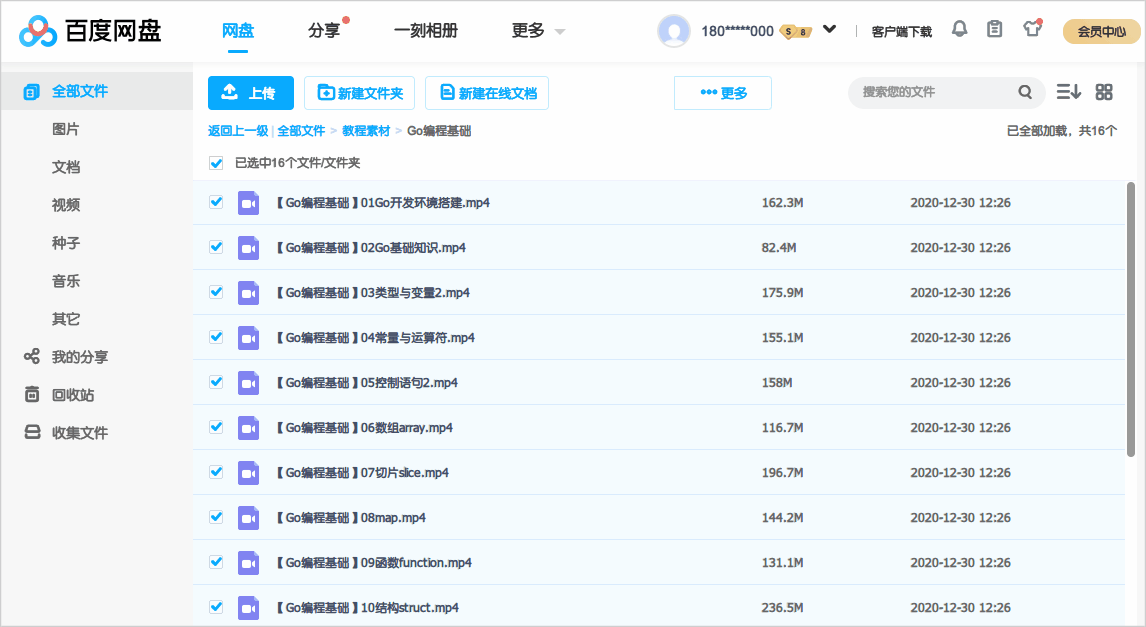 百度网盘 网盘 分享 一刻相册 更多 180*****000 S 8 客户端下载 会员中心
全部文件
图片
文档
视频
种子
音乐
其它
我的分享
回收站
收集文件
上传 新建文件夹 新建在线文档 ••• 更多 搜索您的文件
返回上一级 | 全部文件 > 教程素材 > Go编程基础 已全部加载，共16个
已选中16个文件/文件夹
【Go编程基础】01Go开发环境搭建.mp4 162.3M 2020-12-30 12:26
【Go编程基础】02Go基础知识.mp4 82.4M 2020-12-30 12:26
【Go编程基础】03类型与变量2.mp4 175.9M 2020-12-30 12:26
【Go编程基础】04常量与运算符.mp4 155.1M 2020-12-30 12:26
【Go编程基础】05控制语句2.mp4 158M 2020-12-30 12:26
【Go编程基础】06数组array.mp4 116.7M 2020-12-30 12:26
【Go编程基础】07切片slice.mp4 196.7M 2020-12-30 12:26
【Go编程基础】08map.mp4 144.2M 2020-12-30 12:26
【Go编程基础】09函数function.mp4 131.1M 2020-12-30 12:26
【Go编程基础】10结构struct.mp4 236.5M 2020-12-30 12:26